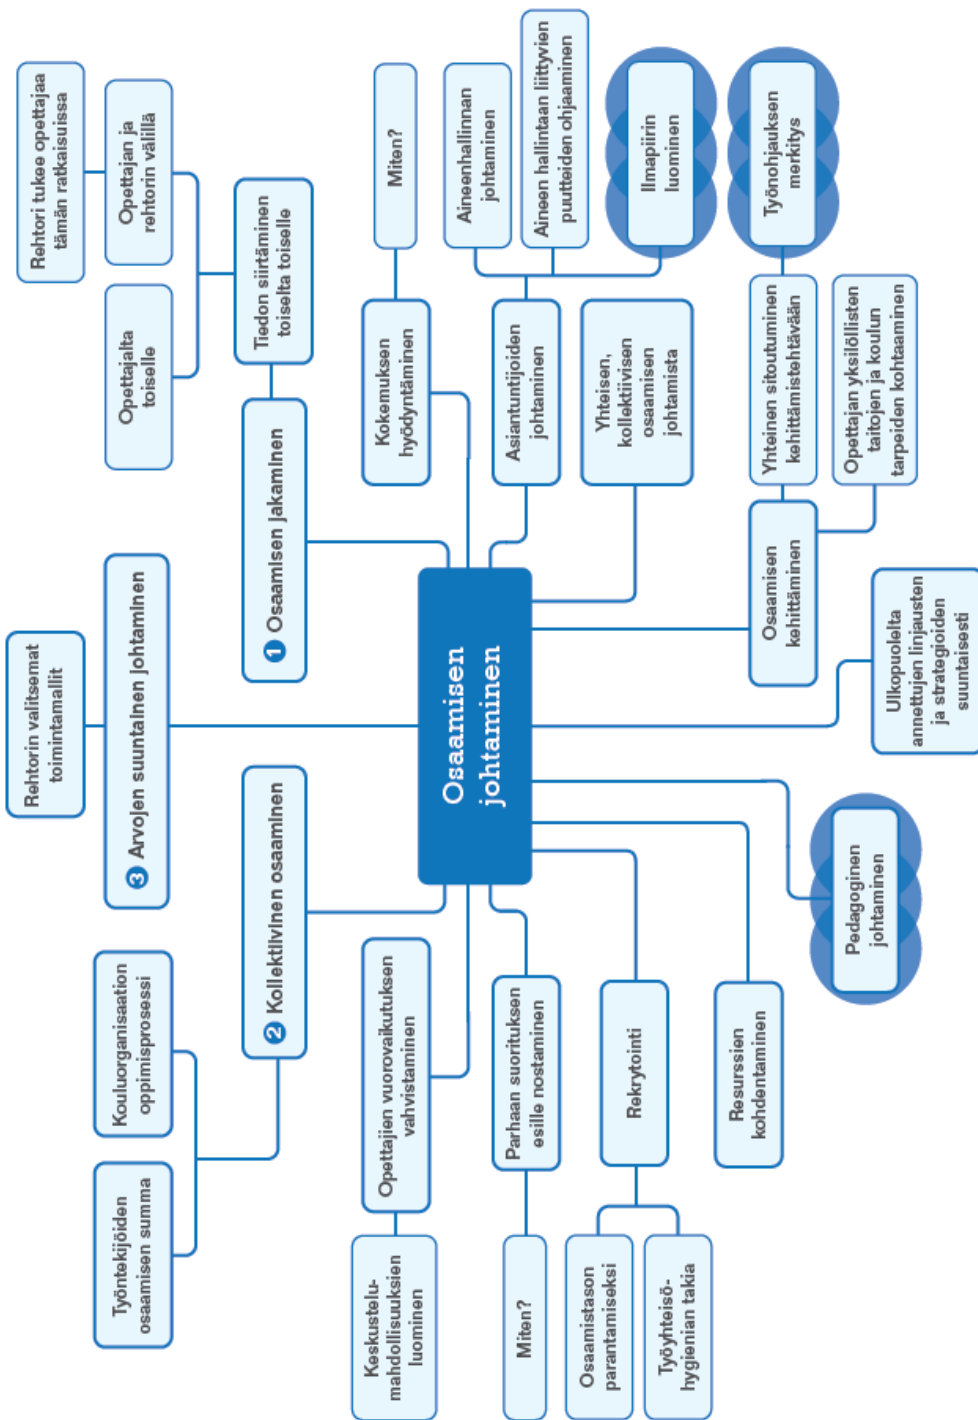 Rehtorin valitsemat
toimintamallit
3 Arvojen suuntainen johtaminen
Työntekijöiden
osaamisen summa
Kouluorganisaation
oppimisprosessi
2 Kollektiivinen osaaminen
Opettajalta
toiselle
Opettajan ja
rehtorin välillä
Rehtori tukee opettajaa
tämän ratkaisuissa
Tiedon siirtäminen
toiselta toiselle
1 Osaamisen jakaminen
Keskustelu-
mahdollisuuksien
luominen
Opettajien vuorovaikutuksen
vahvistaminen
Kokemuksen
hyödyntäminen
Miten?
Osaamisen
johtaminen
Miten?
Parhaan suorituksen
esille nostaminen
Asiantuntijoiden
johtaminen
Aineenhallinnan
johtaminen
Aineen hallintaan liittyvien
puutteiden ohjaaminen
Ilmapiirin
luominen
Osaamistason
parantamiseksi
Työyhteisö-
hygienian takia
Rekrytointi
Yhteisen,
kollektiivisen
osaamisen
johtamista
Resurssien
kohdentaminen
Osaamisen
kehittäminen
Yhteinen sitoutuminen
kehittämistehtävään
Työnohjauksen
merkitys
Opettajan yksilöllisten
taitojen ja koulun
tarpeiden kohtaaminen
Pedagoginen
johtaminen
Ulkopuolelta
annettujen linjausten
ja strategioiden
suuntaisesti